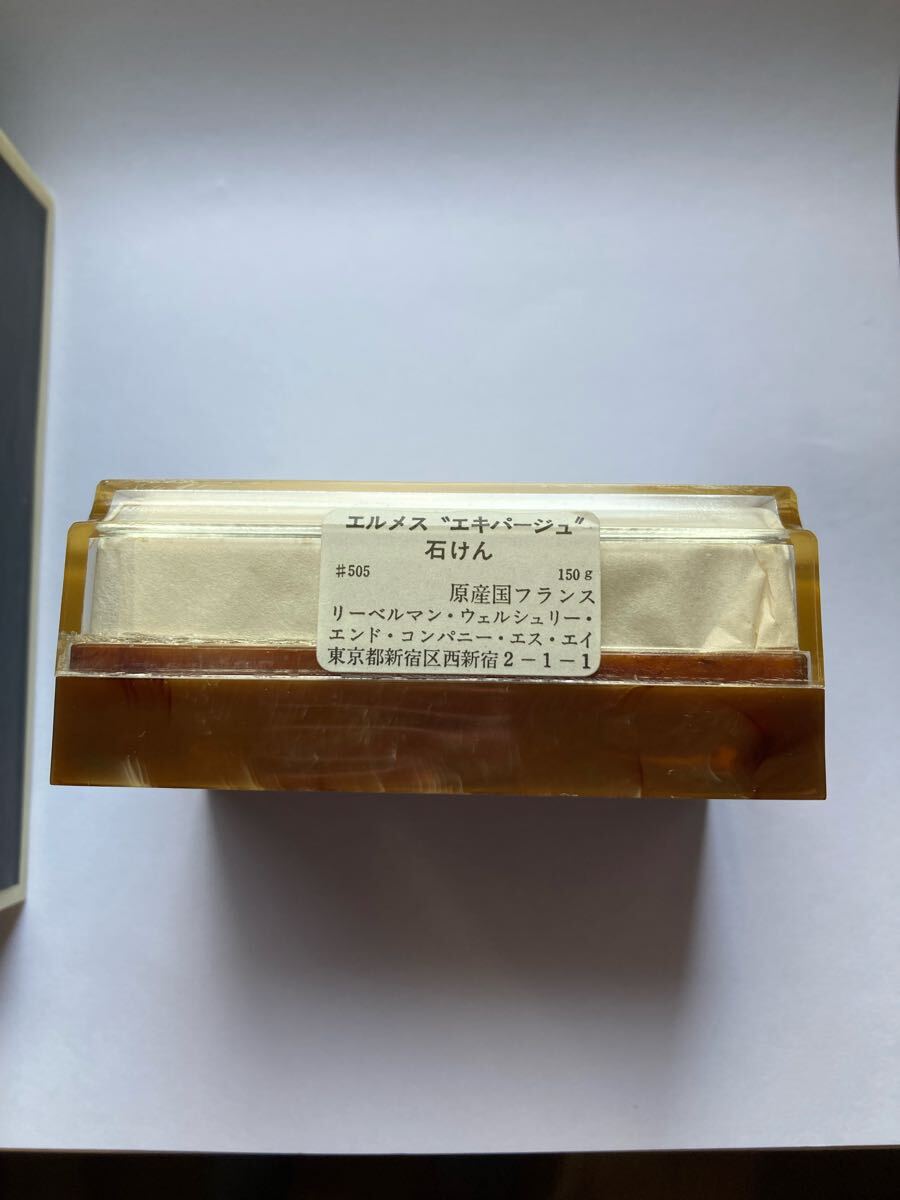 エルメス〝エキパージュ〟
石けん
#505 150g
原産国フランス
リーベルマン・ウェルシュリー・
エンド・コンパニー・エス・エイ
東京都新宿区西新宿2-1-1